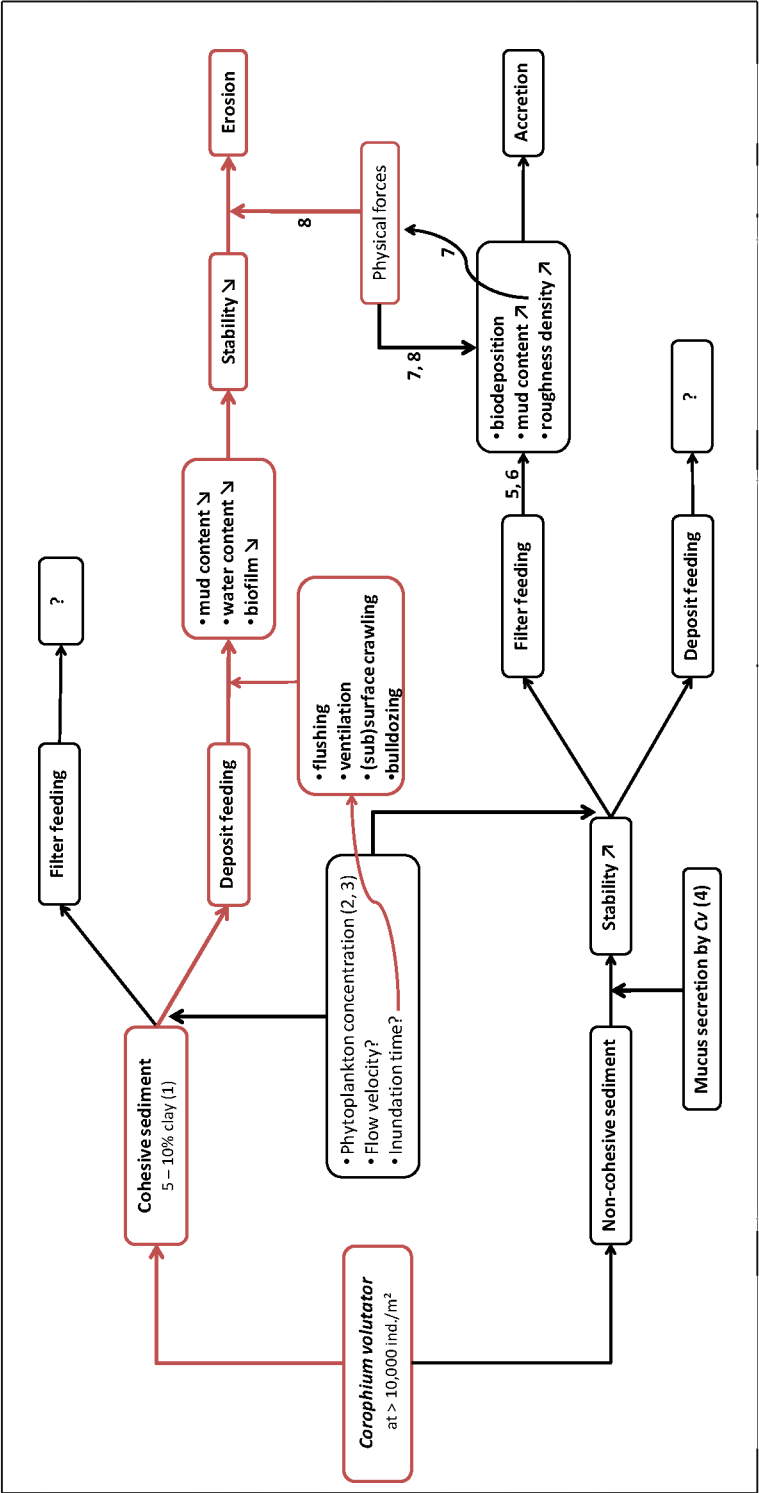 Corophium volutator
at > 10,000 ind./m²
Cohesive sediment
5 – 10% clay (1)
Filter feeding
?
Deposit feeding
• flushing
• ventilation
• (sub)surface crawling
• bulldozing
• mud content ↘
• water content ↘
• biofilm ↘
Stability ↘
Erosion
• Phytoplankton concentration (2, 3)
• Flow velocity?
• Inundation time?
Physical forces
8
7
7, 8
Non-cohesive sediment
Mucus secretion by Cv (4)
Stability ↗
Filter feeding
5, 6
• biodeposition
• mud content ↗
• roughness density ↗
Accretion
Deposit feeding
?